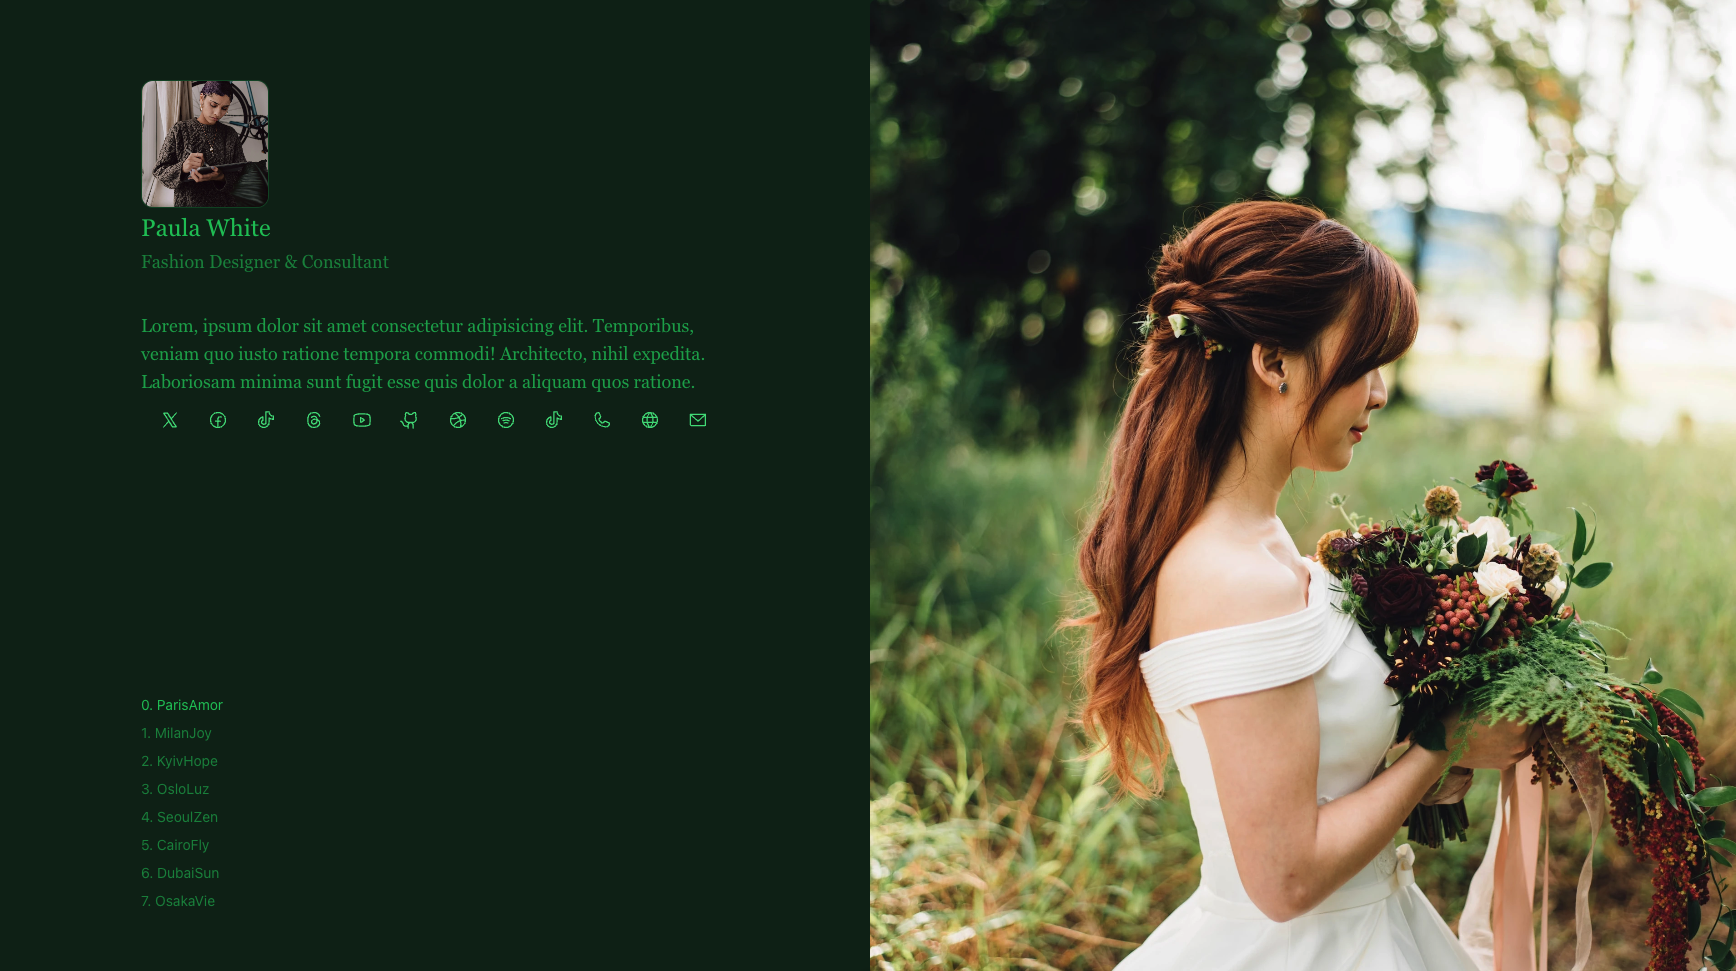 Paula White
Fashion Designer & Consultant
Lorem, ipsum dolor sit amet consectetur adipisicing elit. Temporibus,
veniam quo iusto ratione tempora commodi! Architecto, nihil expedita.
Laboriosam minima sunt fugit esse quis dolor a aliquam quos ratione.
0. ParisAmor
1. MilanJoy
2. KyivHope
3. OsloLuz
4. SeoulZen
5. CairoFly
6. DubaiSun
7. OsakaVie